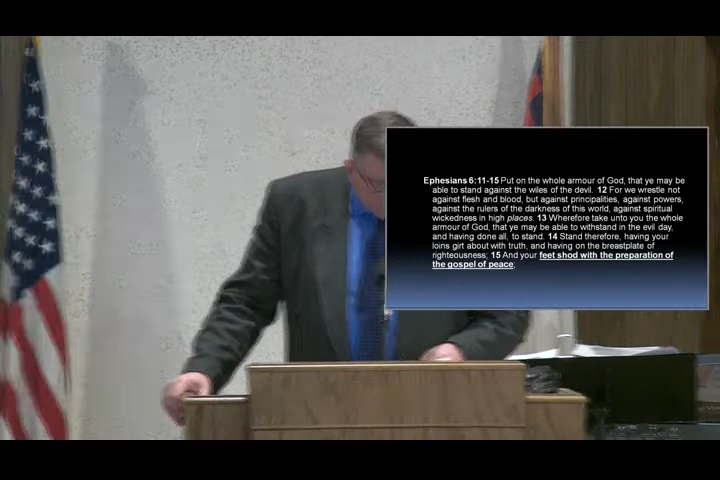 Ephesians 6:11-15 Put on the whole armour of God, that ye may be
able to stand against the wiles of the devil. 12 For we wrestle not
against flesh and blood, but against principalities, against powers,
against the rulers of the darkness of this world, against spiritual
wickedness in high places. 13 Wherefore take unto you the whole
armour of God, that ye may be able to withstand in the evil day,
and having done all, to stand. 14 Stand therefore, having your
loins girt about with truth, and having on the breastplate of
righteousness; 15 And your feet shod with the preparation of
the gospel of peace;